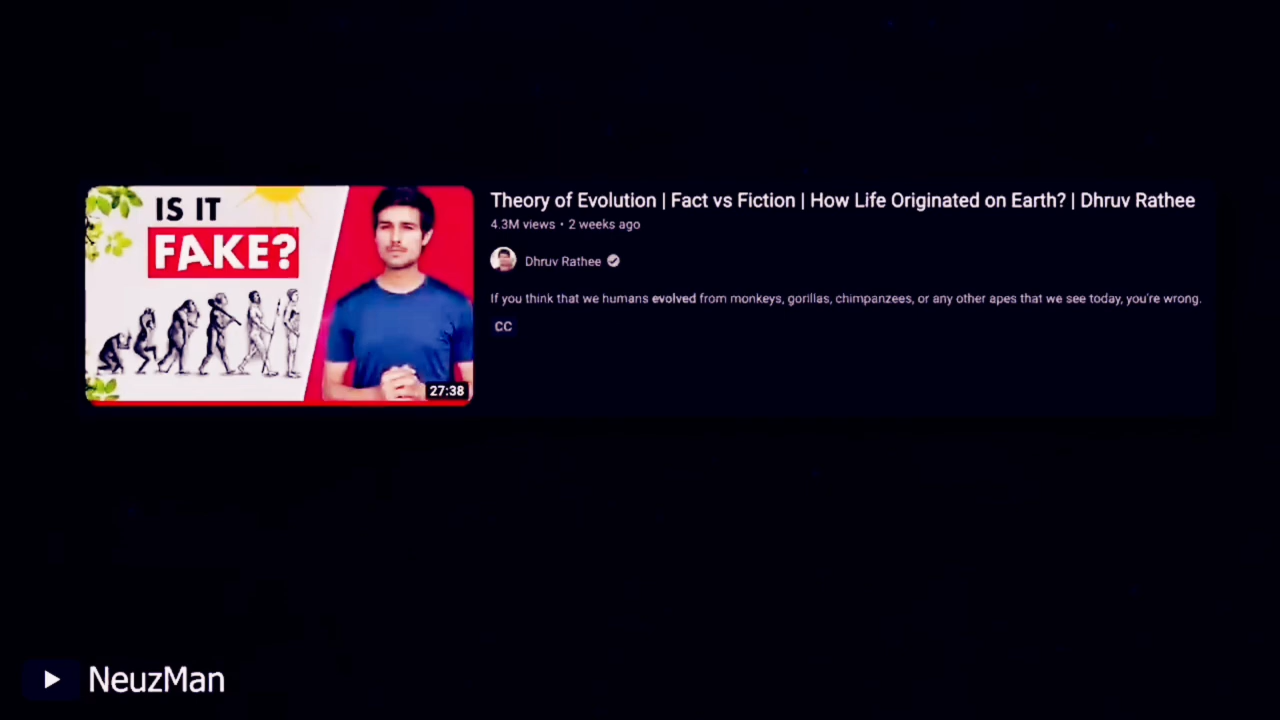 IS IT
FAKE?
27:38
Theory of Evolution | Fact vs Fiction | How Life Originated on Earth? | Dhruv Rathee
4.3M views • 2 weeks ago
Dhruv Rathee
If you think that we humans evolved from monkeys, gorillas, chimpanzees, or any other apes that we see today, you're wrong.
CC
NeuzMan